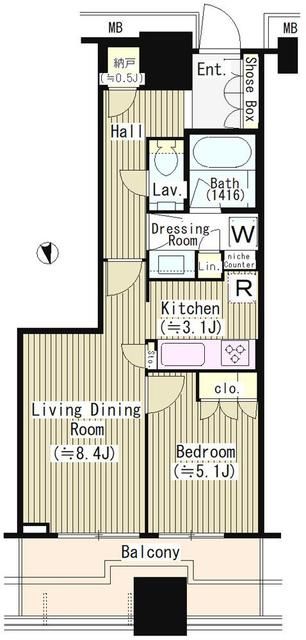 MB
MB
納戸
(≒0.5J)
Ent.
Shose Box
Hall
Lav.
Bath
(1416)
Dressing
Room
W
Lin.
niche
Counter
Kitchen
(≒3.1J)
R
Sto.
clo.
Living Dining
Room
(≒8.4J)
Bedroom
(≒5.1J)
Balcony